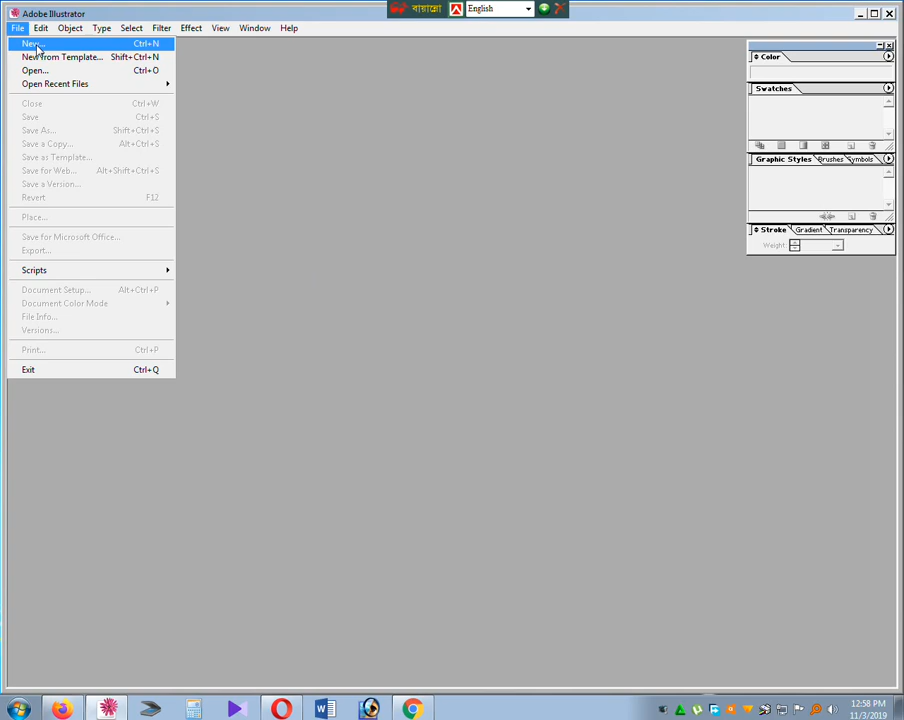 Adobe Illustrator
বায়ান্নো English
File Edit Object Type Select Filter Effect View Window Help
New... Ctrl+N
New from Template... Shift+Ctrl+N
Open... Ctrl+O
Open Recent Files
Close Ctrl+W
Save Ctrl+S
Save As... Shift+Ctrl+S
Save a Copy... Alt+Ctrl+S
Save as Template...
Save for Web... Alt+Shift+Ctrl+S
Save a Version...
Revert F12
Place...
Save for Microsoft Office...
Export...
Scripts
Document Setup... Alt+Ctrl+P
Document Color Mode
File Info...
Versions...
Print... Ctrl+P
Exit Ctrl+Q
Color
Swatches
Graphic Styles Brushes Symbols
Stroke Gradient Transparency
Weight:
12:58 PM
11/3/2019